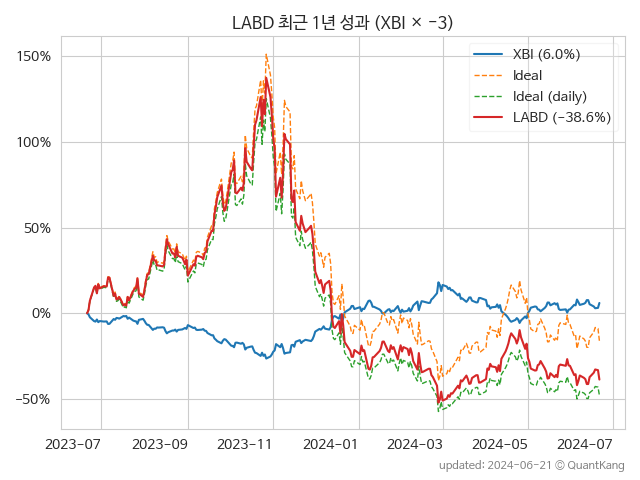 LABD 최근 1년 성과 (XBI × −3)
XBI (6.0%)
Ideal
Ideal (daily)
LABD (−38.6%)
150%
100%
50%
0%
−50%
2023-07
2023-09
2023-11
2024-01
2024-03
2024-05
2024-07
updated: 2024-06-21 ⓒ QuantKang